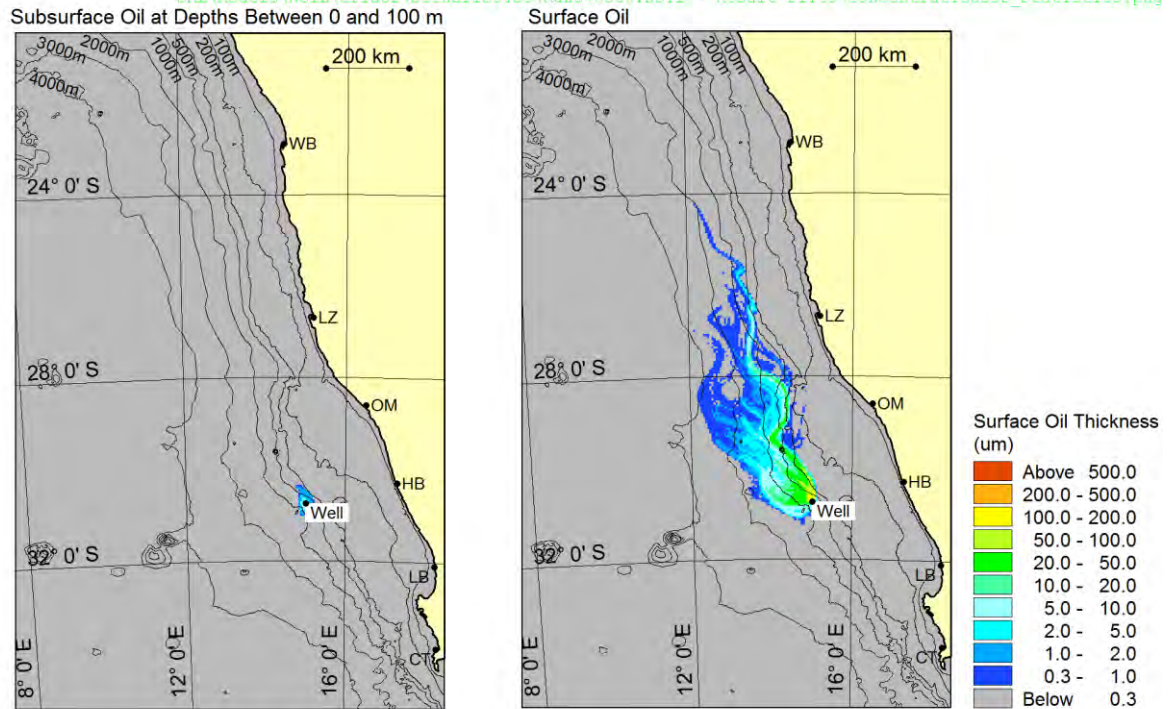 Subsurface Oil at Depths Between 0 and 100 m
3000m
2000m
1000m
500m
200m
100m
4000m
200 km
WB
24° 0' S
LZ
28° 0' S
OM
HB
Well
32° 0' S
LB
CT
8° 0' E
12° 0' E
16° 0' E
Surface Oil
3000m
2000m
1000m
500m
200m
100m
4000m
200 km
WB
24° 0' S
LZ
28° 0' S
OM
HB
Well
32° 0' S
LB
CT
8° 0' E
12° 0' E
16° 0' E
Surface Oil Thickness
(um)
Above 500.0
200.0 - 500.0
100.0 - 200.0
50.0 - 100.0
20.0 - 50.0
10.0 - 20.0
5.0 - 10.0
2.0 - 5.0
1.0 - 2.0
0.3 - 1.0
Below 0.3